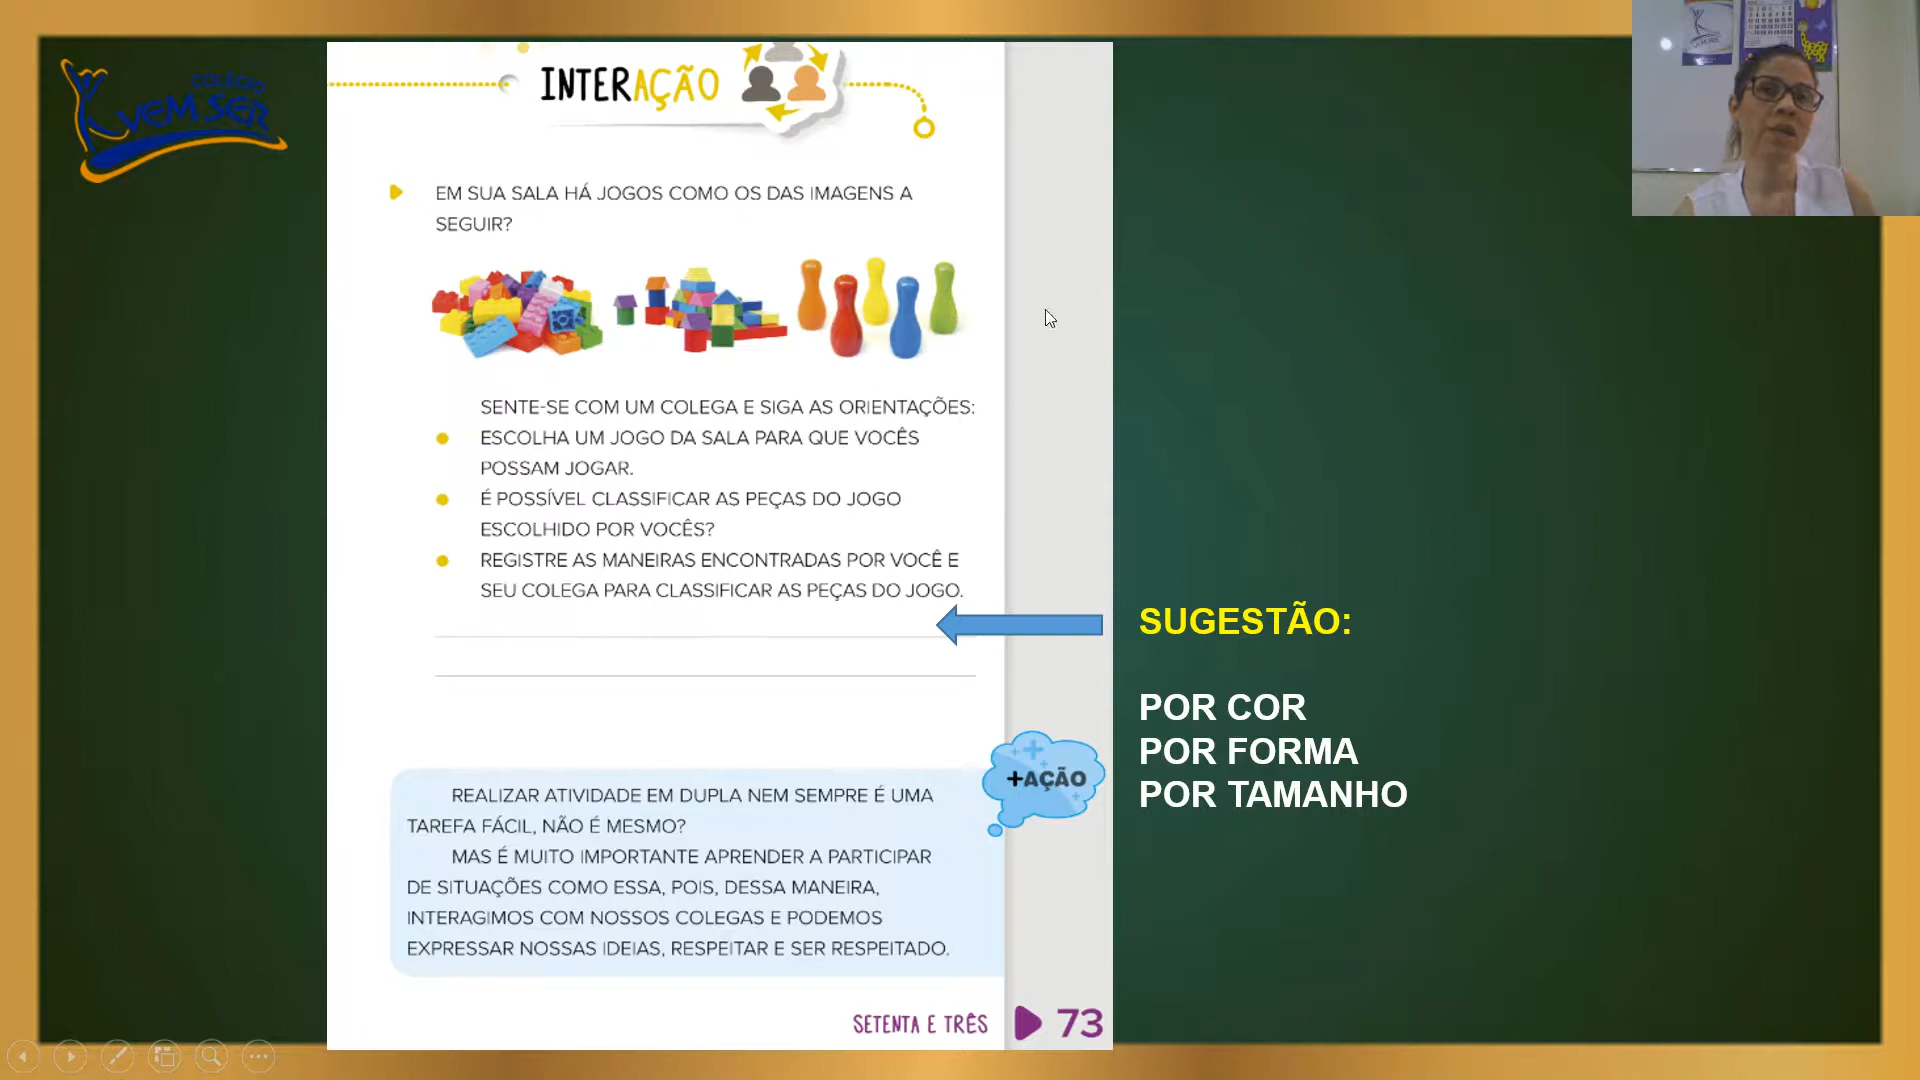 COLÉGIO
VEM SER
INTERAÇÃO
EM SUA SALA HÁ JOGOS COMO OS DAS IMAGENS A
SEGUIR?
SENTE-SE COM UM COLEGA E SIGA AS ORIENTAÇÕES:
ESCOLHA UM JOGO DA SALA PARA QUE VOCÊS
POSSAM JOGAR.
É POSSÍVEL CLASSIFICAR AS PEÇAS DO JOGO
ESCOLHIDO POR VOCÊS?
REGISTRE AS MANEIRAS ENCONTRADAS POR VOCÊ E
SEU COLEGA PARA CLASSIFICAR AS PEÇAS DO JOGO.
SUGESTÃO:
POR COR
POR FORMA
POR TAMANHO
+AÇÃO
REALIZAR ATIVIDADE EM DUPLA NEM SEMPRE É UMA
TAREFA FÁCIL, NÃO É MESMO?
MAS É MUITO IMPORTANTE APRENDER A PARTICIPAR
DE SITUAÇÕES COMO ESSA, POIS, DESSA MANEIRA,
INTERAGIMOS COM NOSSOS COLEGAS E PODEMOS
EXPRESSAR NOSSAS IDEIAS, RESPEITAR E SER RESPEITADO.
SETENTA E TRÊS
73